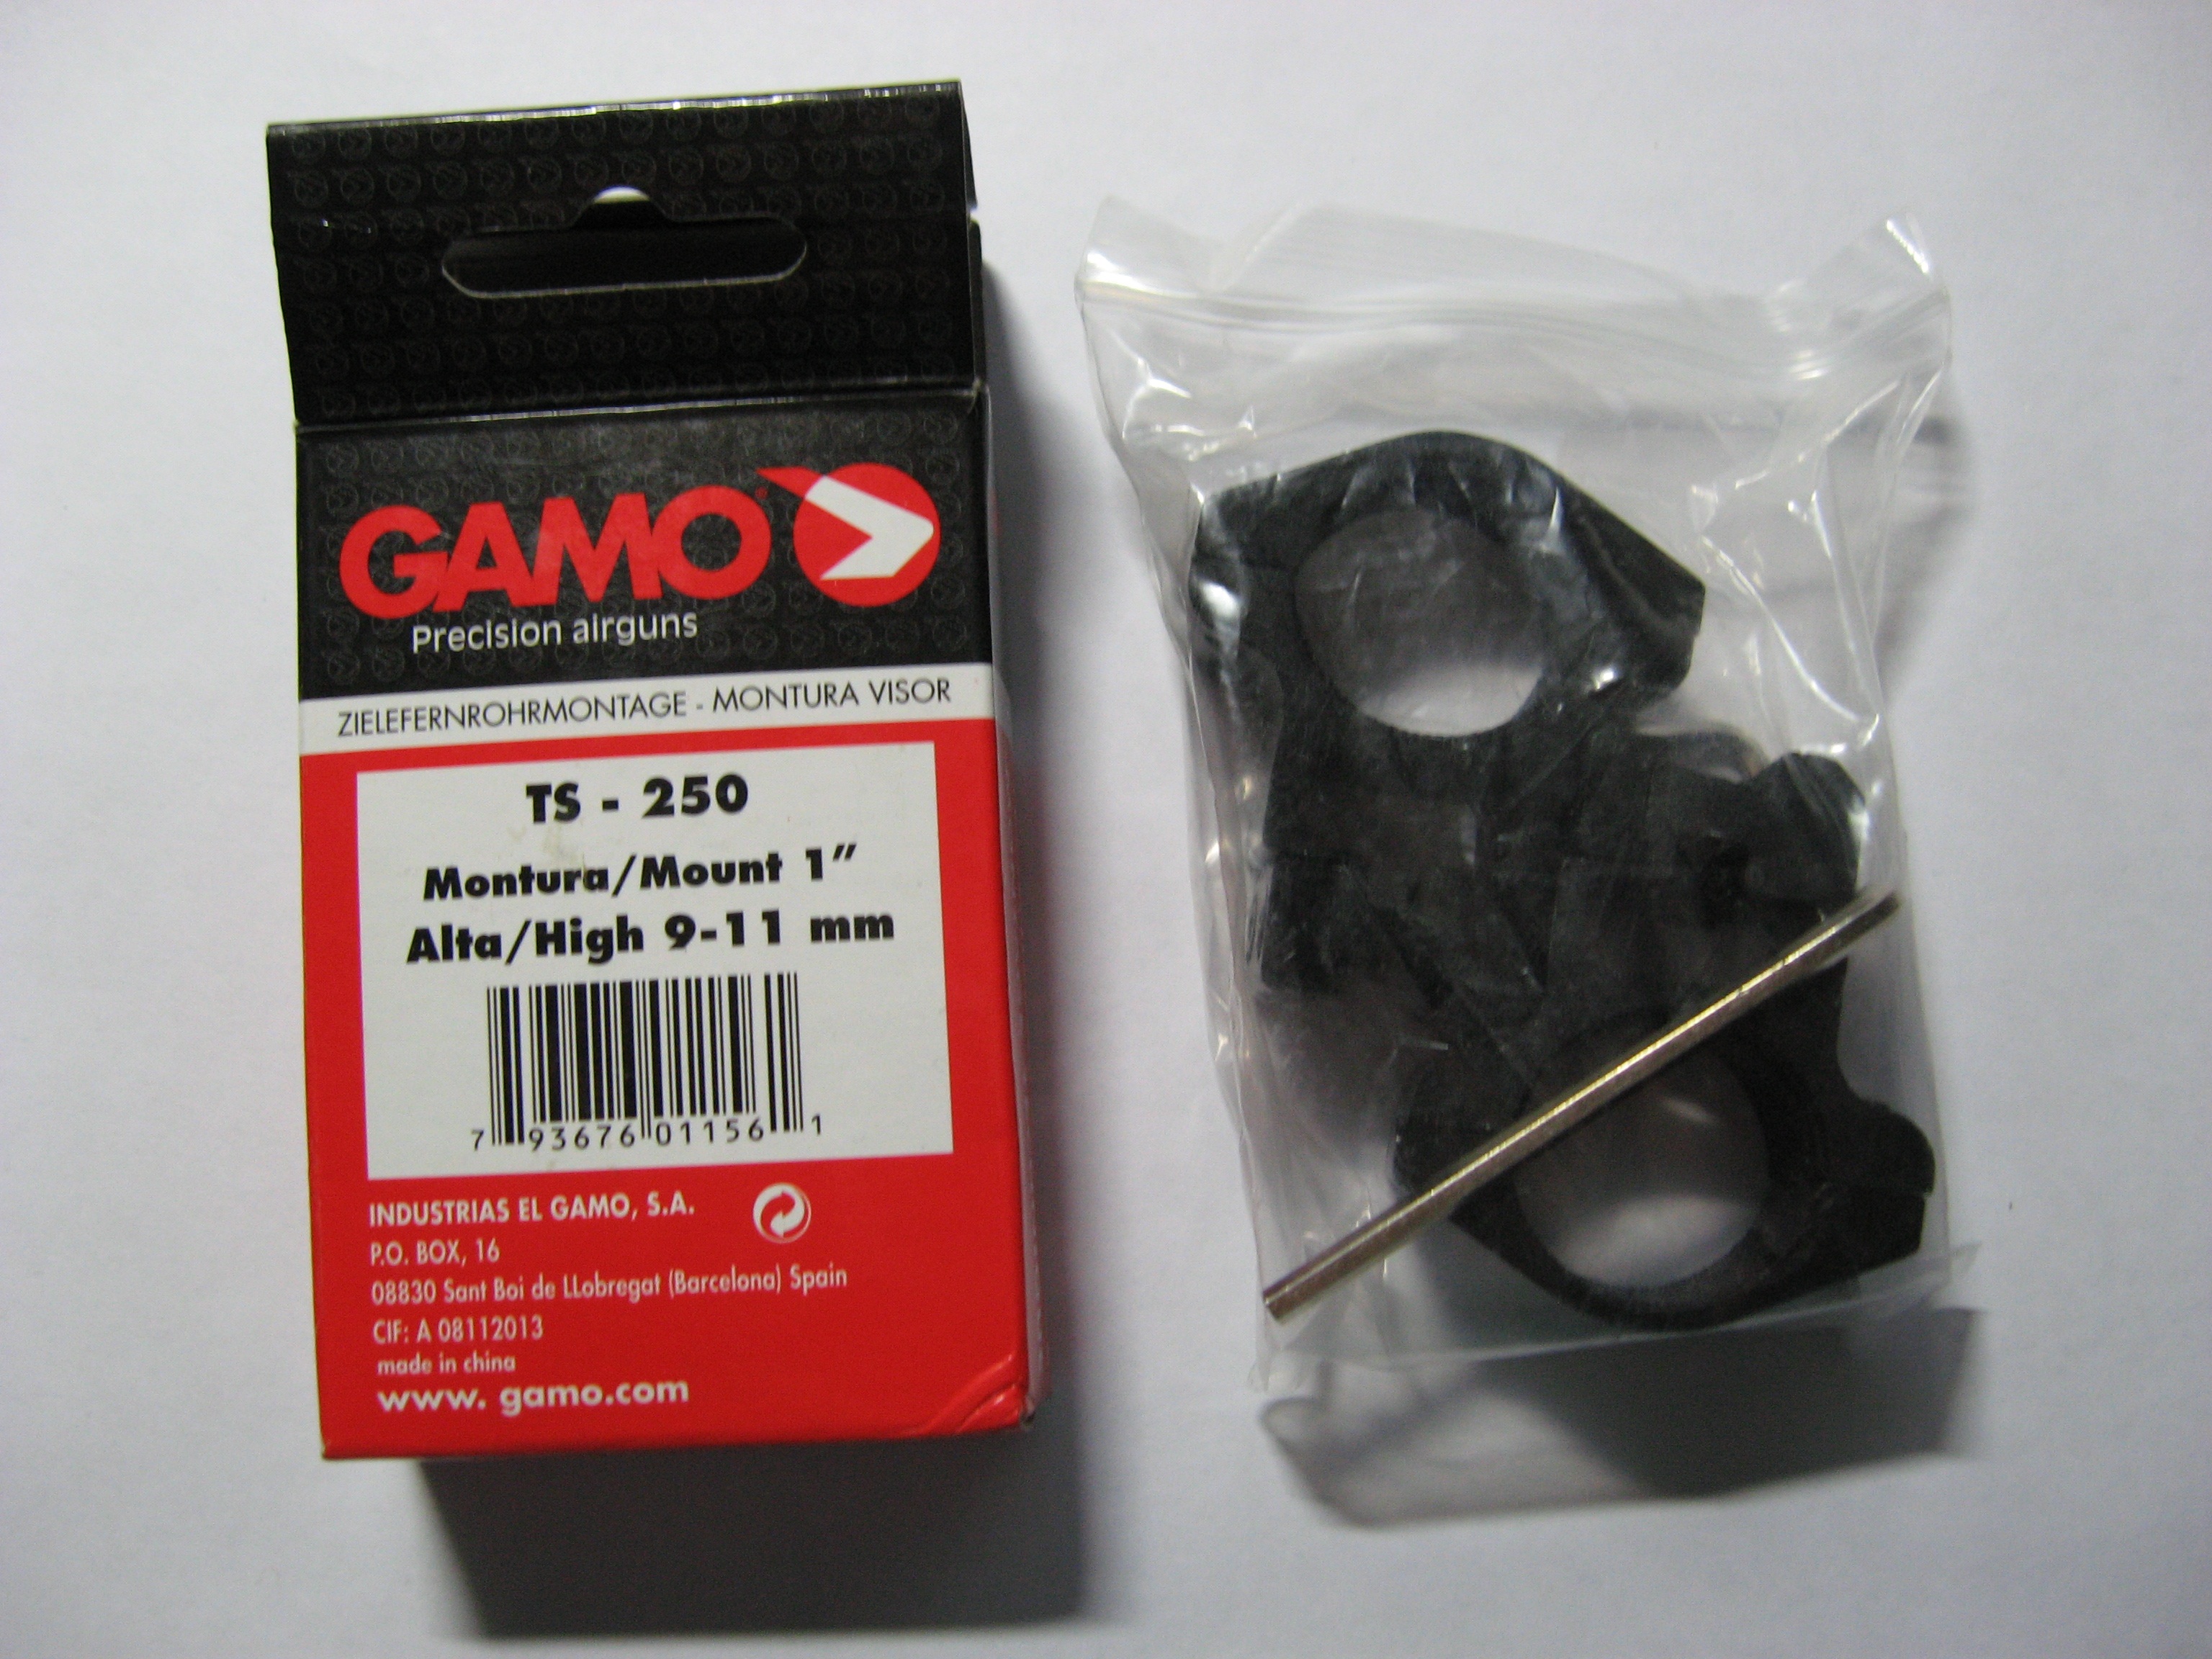 GAMO®
Precision airguns
ZIELEFERNROHRMONTAGE - MONTURA VISOR
TS - 250
Montura/Mount 1”
Alta/High 9-11 mm
7 93676 01156 1
INDUSTRIAS EL GAMO, S.A.
P.O. BOX, 16
08830 Sant Boi de LLobregat (Barcelona) Spain
CIF: A 08112013
made in china
www. gamo.com